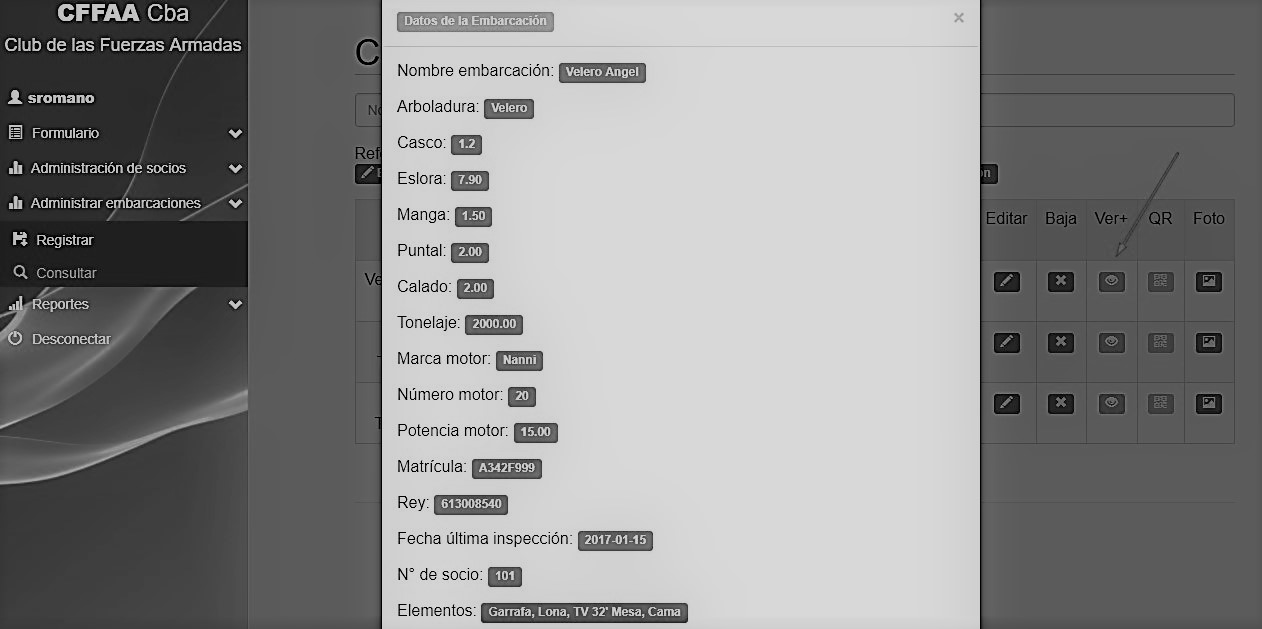 CFFAA Cba
Club de las Fuerzas Armadas
sromano
Formulario
Administración de socios
Administrar embarcaciones
Registrar
Consultar
Reportes
Desconectar
Datos de la Embarcación
×
Nombre embarcación: Velero Angel
Arboladura: Velero
Casco: 1.2
Eslora: 7.90
Manga: 1.50
Puntal: 2.00
Calado: 2.00
Tonelaje: 2000.00
Marca motor: Nanni
Número motor: 20
Potencia motor: 15.00
Matrícula: A342F999
Rey: 613008540
Fecha última inspección: 2017-01-15
N° de socio: 101
Elementos: Garrafa, Lona, TV 32' Mesa, Cama
C
No
Refe
E
on
Editar Baja Ver+ QR Foto
Ve
T